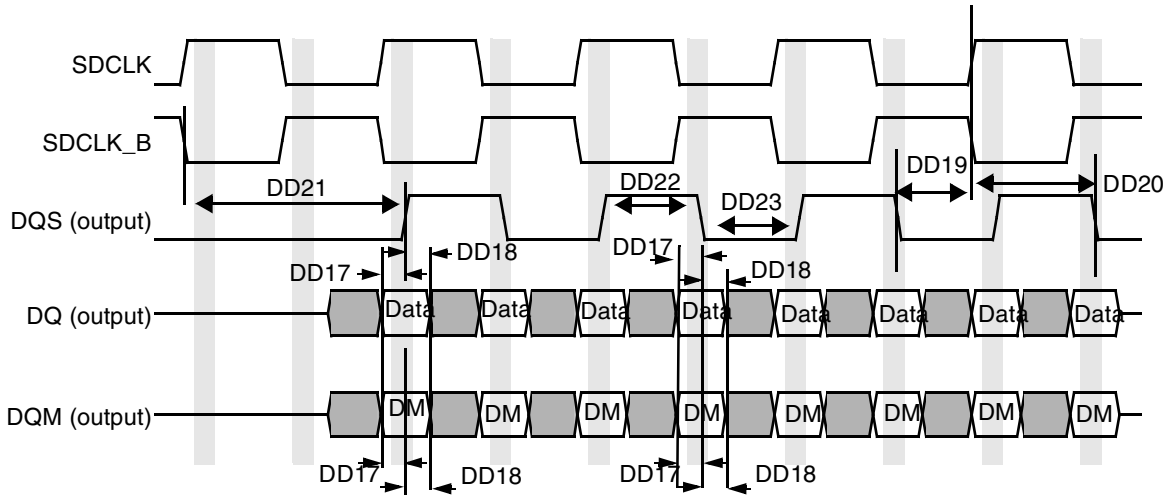 SDCLK
SDCLK_B
DD21
DD22
DD19
DD20
DQS (output)
DD23
DD17
DD18
DD17
DD18
DQ (output)
Data
Data
Data
Data
Data
Data
Data
Data
DQM (output)
DM
DM
DM
DM
DM
DM
DM
DM
DD17
DD18
DD17
DD18